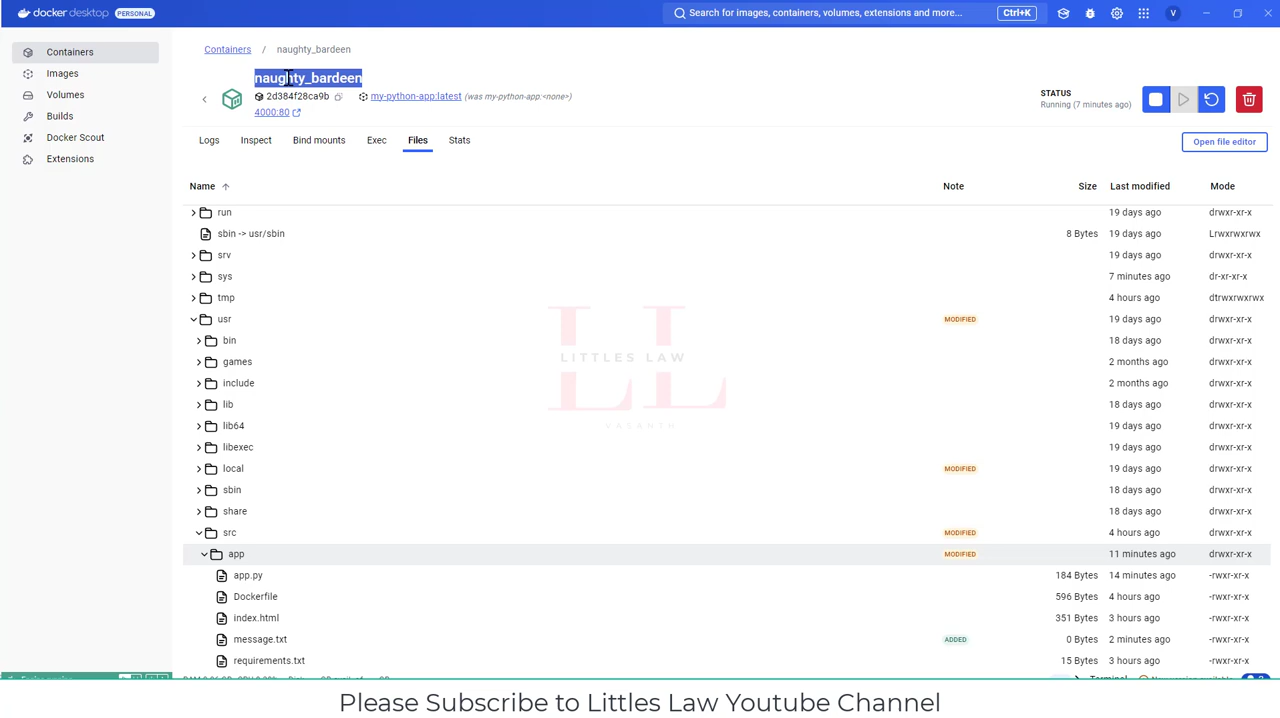 docker desktop PERSONAL
Search for images, containers, volumes, extensions and more... Ctrl+K
V
Containers
Images
Volumes
Builds
Docker Scout
Extensions
Containers / naughty_bardeen
naughty_bardeen
2d384f28ca9b my-python-app:latest (was my-python-app:<none>)
4000:80
STATUS
Running (7 minutes ago)
Logs Inspect Bind mounts Exec Files Stats
Open file editor
Name Note Size Last modified Mode
run 19 days ago drwxr-xr-x
sbin -> usr/sbin 8 Bytes 19 days ago Lrwxrwxrwx
srv 19 days ago drwxr-xr-x
sys 7 minutes ago dr-xr-xr-x
tmp 4 hours ago dtrwxrwxrwx
usr MODIFIED 19 days ago drwxr-xr-x
bin 18 days ago drwxr-xr-x
games 2 months ago drwxr-xr-x
include 2 months ago drwxr-xr-x
lib 18 days ago drwxr-xr-x
lib64 19 days ago drwxr-xr-x
libexec 19 days ago drwxr-xr-x
local MODIFIED 19 days ago drwxr-xr-x
sbin 18 days ago drwxr-xr-x
share 18 days ago drwxr-xr-x
src MODIFIED 4 hours ago drwxr-xr-x
app MODIFIED 11 minutes ago drwxr-xr-x
app.py 184 Bytes 14 minutes ago -rwxr-xr-x
Dockerfile 596 Bytes 4 hours ago -rwxr-xr-x
index.html 351 Bytes 3 hours ago -rwxr-xr-x
message.txt ADDED 0 Bytes 2 minutes ago -rwxr-xr-x
requirements.txt 15 Bytes 3 hours ago -rwxr-xr-x
LL
LITTLES LAW
VASANTH
Please Subscribe to Littles Law Youtube Channel